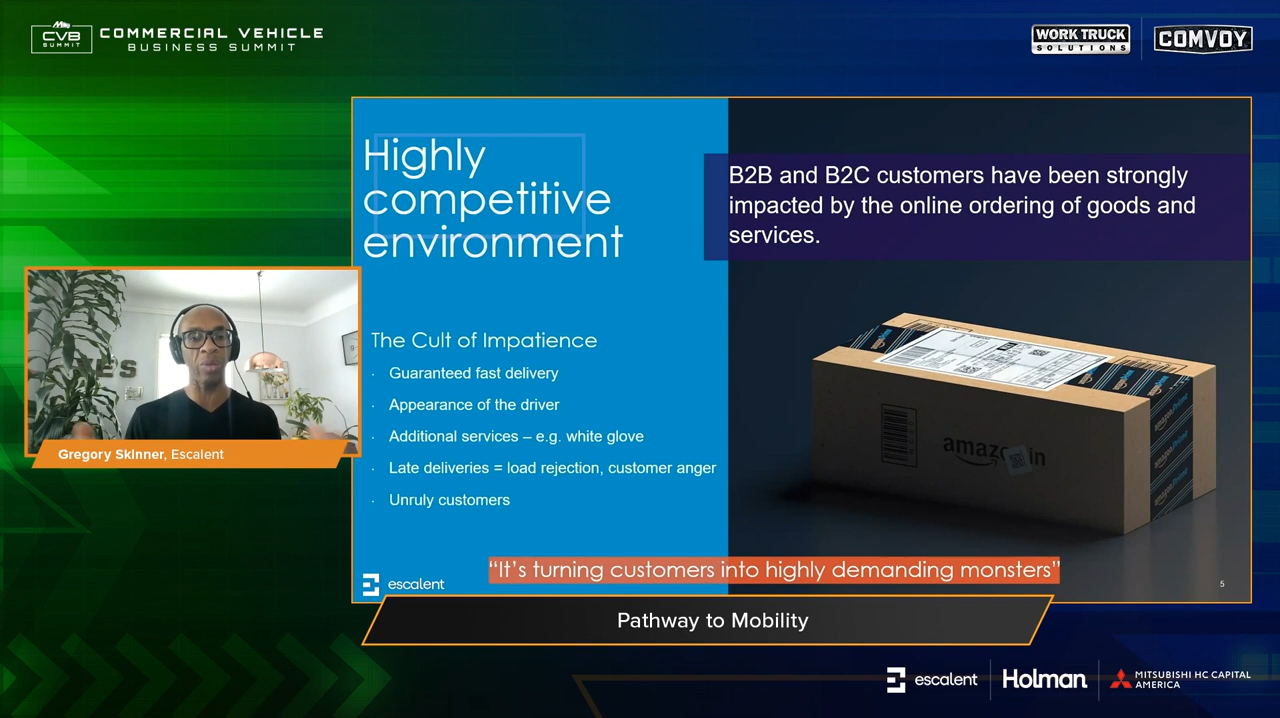 CVB
SUMMIT
COMMERCIAL VEHICLE
BUSINESS SUMMIT
WORK TRUCK
SOLUTIONS
COMVOY
Highly
competitive
environment
B2B and B2C customers have been strongly
impacted by the online ordering of goods and
services.
The Cult of Impatience
· Guaranteed fast delivery
· Appearance of the driver
· Additional services – e.g. white glove
· Late deliveries = load rejection, customer anger
· Unruly customers
Gregory Skinner, Escalent
“It’s turning customers into highly demanding monsters”
escalent
5
Pathway to Mobility
escalent
Holman
MITSUBISHI HC CAPITAL
AMERICA